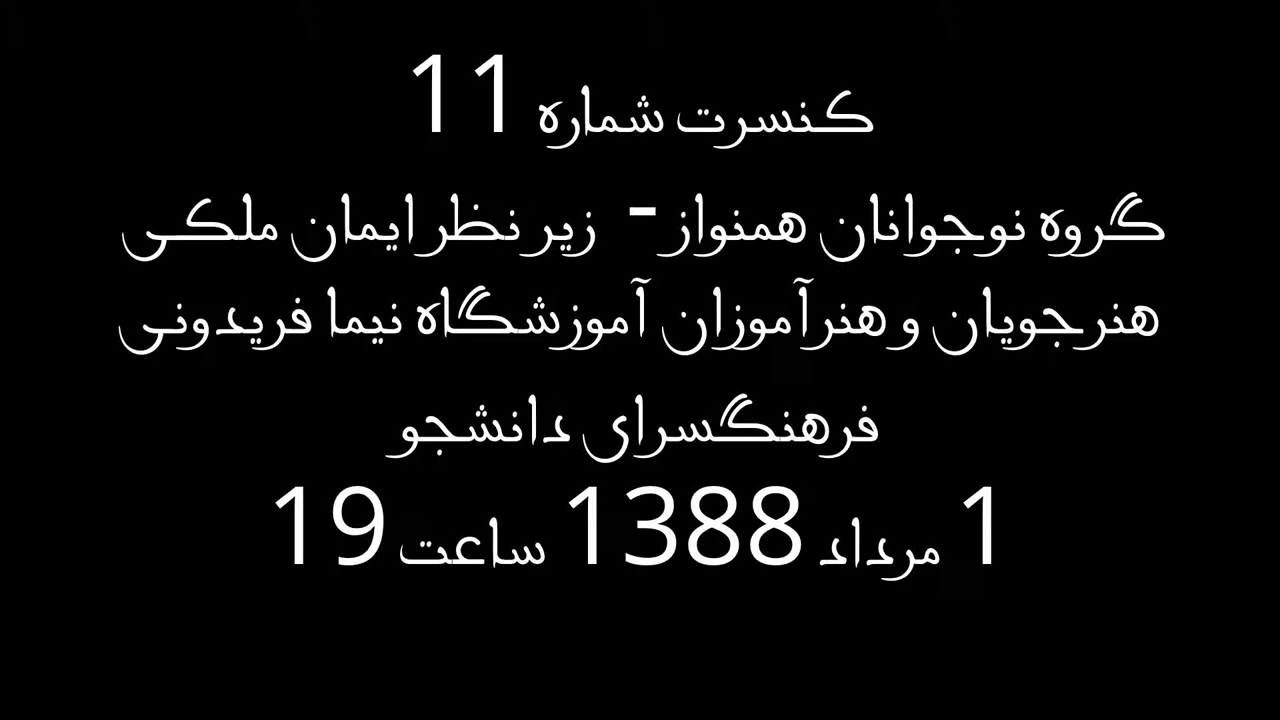 کنسرت شماره 11
گروه نوجوانان همنواز - زیر نظر ایمان ملکی
هنرجویان و هنرآموزان آموزشگاه نیما فریدونی
فرهنگسرای دانشجو
1 مرداد 1388 ساعت 19